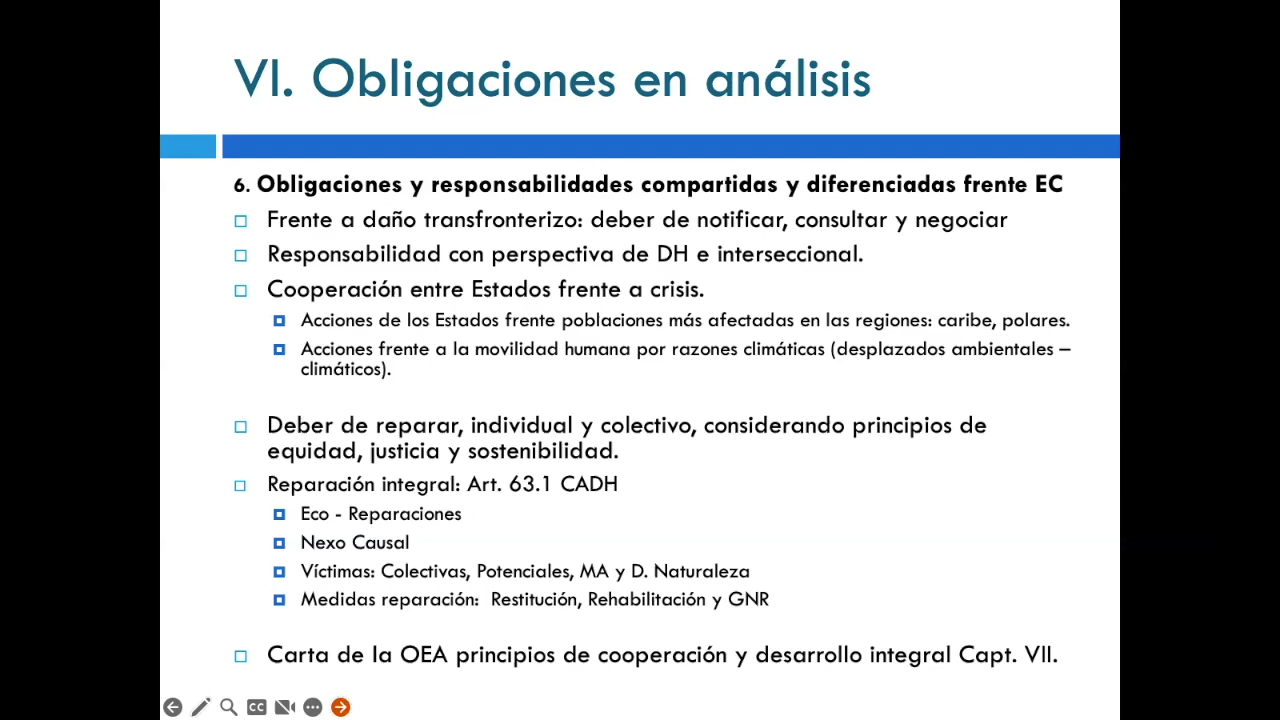 VI. Obligaciones en análisis
6. Obligaciones y responsabilidades compartidas y diferenciadas frente EC
Frente a daño transfronterizo: deber de notificar, consultar y negociar
Responsabilidad con perspectiva de DH e interseccional.
Cooperación entre Estados frente a crisis.
Acciones de los Estados frente poblaciones más afectadas en las regiones: caribe, polares.
Acciones frente a la movilidad humana por razones climáticas (desplazados ambientales –
climáticos).
Deber de reparar, individual y colectivo, considerando principios de
equidad, justicia y sostenibilidad.
Reparación integral: Art. 63.1 CADH
Eco - Reparaciones
Nexo Causal
Víctimas: Colectivas, Potenciales, MA y D. Naturaleza
Medidas reparación:  Restitución, Rehabilitación y GNR
Carta de la OEA principios de cooperación y desarrollo integral Capt. VII.
CC